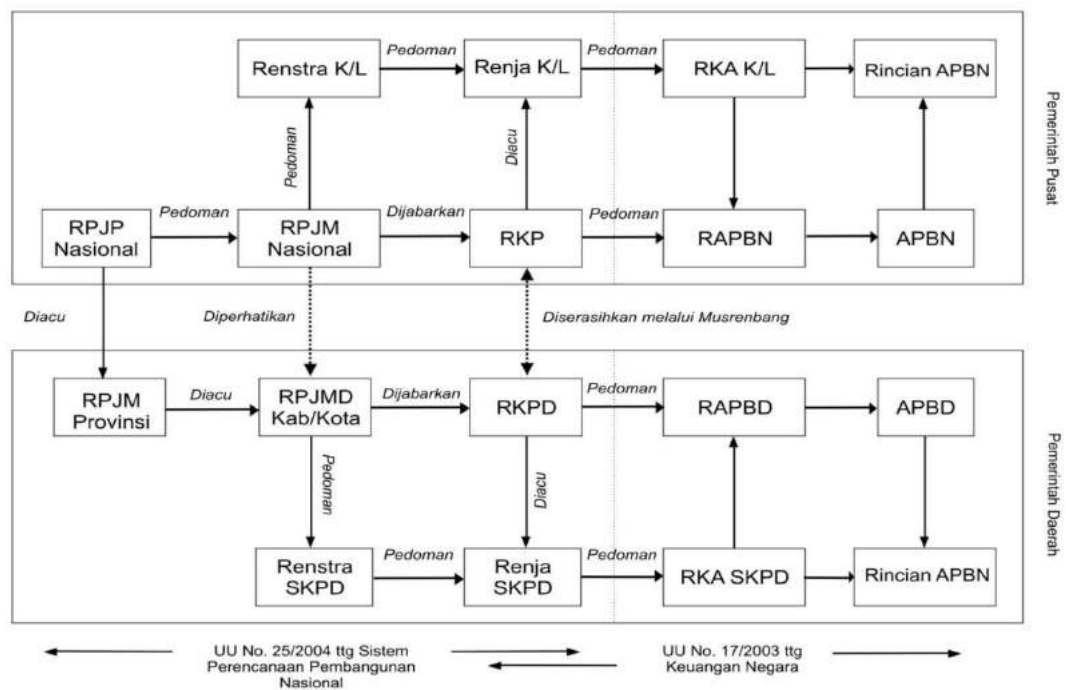 Pedoman
Pedoman
Renstra K/L
Renja K/L
RKA K/L
Rincian APBN
Pedoman
Diacu
Pemerintah Pusat
Pedoman
Dijabarkan
Pedoman
RPJP
Nasional
RPJM
Nasional
RKP
RAPBN
APBN
Diacu
Diperhatikan
Diserasihkan melalui Musrenbang
RPJM
Provinsi
Diacu
RPJMD
Kab/Kota
Dijabarkan
RKPD
Pedoman
RAPBD
APBD
Pedoman
Diacu
Pemerintah Daerah
Renstra
SKPD
Pedoman
Renja
SKPD
Pedoman
RKA SKPD
Rincian APBN
UU No. 25/2004 ttg Sistem
Perencanaan Pembangunan
Nasional
UU No. 17/2003 ttg
Keuangan Negara